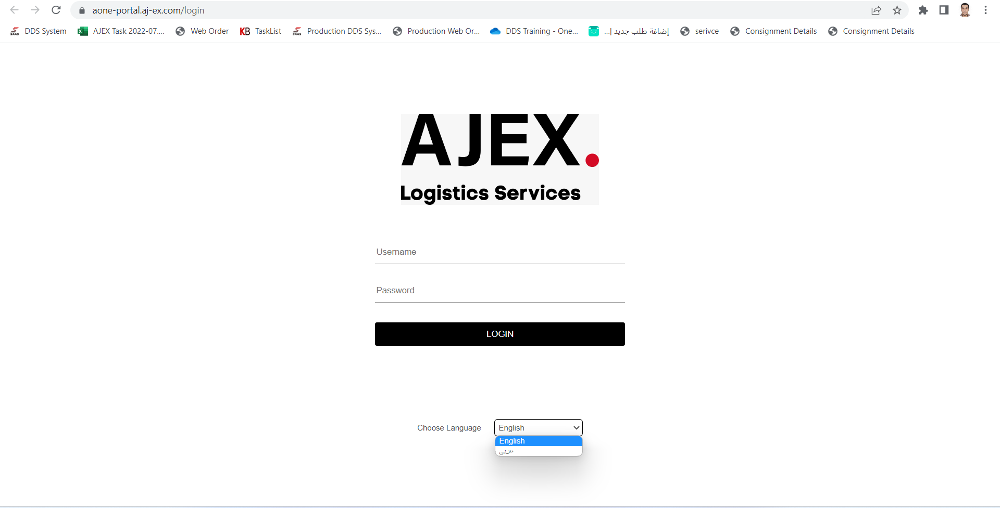 aone-portal.aj-ex.com/login
DDS System
AJEX Task 2022-07....
Web Order
KB TaskList
Production DDS Sys...
Production Web Or...
DDS Training - One...
إضافة طلب جديد |...
serivce
Consignment Details
Consignment Details
AJEX.
Logistics Services
Username
Password
LOGIN
Choose Language English
English
عربي